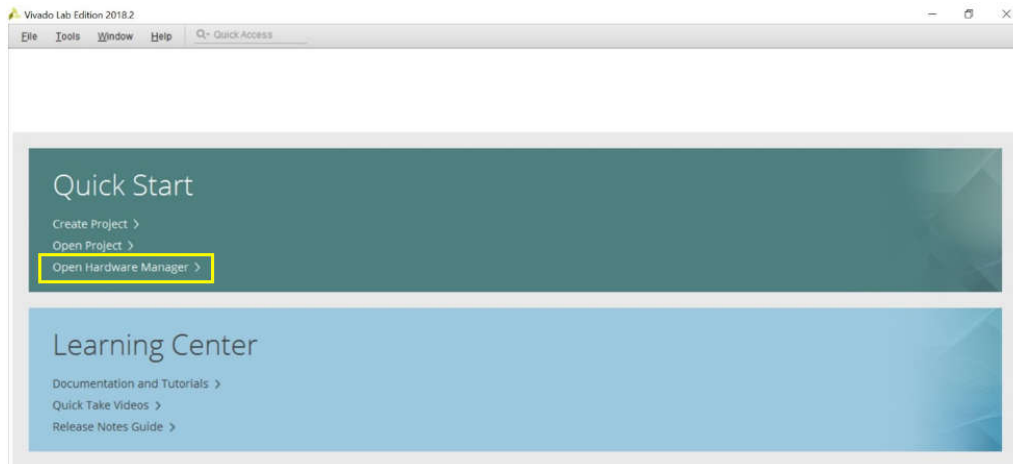 Vivado Lab Edition 2018.2
File Tools Window Help Quick Access
Quick Start
Create Project >
Open Project >
Open Hardware Manager >
Learning Center
Documentation and Tutorials >
Quick Take Videos >
Release Notes Guide >